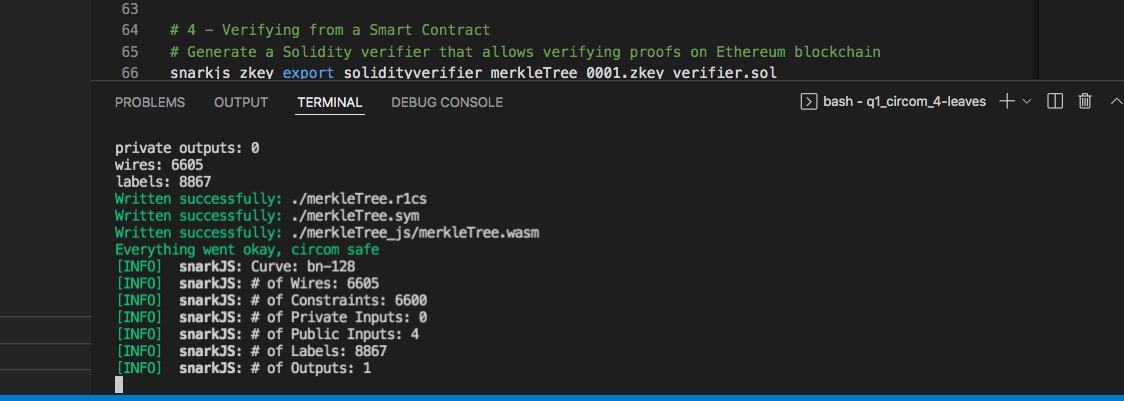 63
64 # 4 - Verifying from a Smart Contract
65 # Generate a Solidity verifier that allows verifying proofs on Ethereum blockchain
66 snarkjs zkey export solidityverifier merkleTree_0001.zkey verifier.sol
PROBLEMS OUTPUT TERMINAL DEBUG CONSOLE bash - q1_circom_4-leaves
private outputs: 0
wires: 6605
labels: 8867
Written successfully: ./merkleTree.r1cs
Written successfully: ./merkleTree.sym
Written successfully: ./merkleTree_js/merkleTree.wasm
Everything went okay, circom safe
[INFO] snarkJS: Curve: bn-128
[INFO] snarkJS: # of Wires: 6605
[INFO] snarkJS: # of Constraints: 6600
[INFO] snarkJS: # of Private Inputs: 0
[INFO] snarkJS: # of Public Inputs: 4
[INFO] snarkJS: # of Labels: 8867
[INFO] snarkJS: # of Outputs: 1